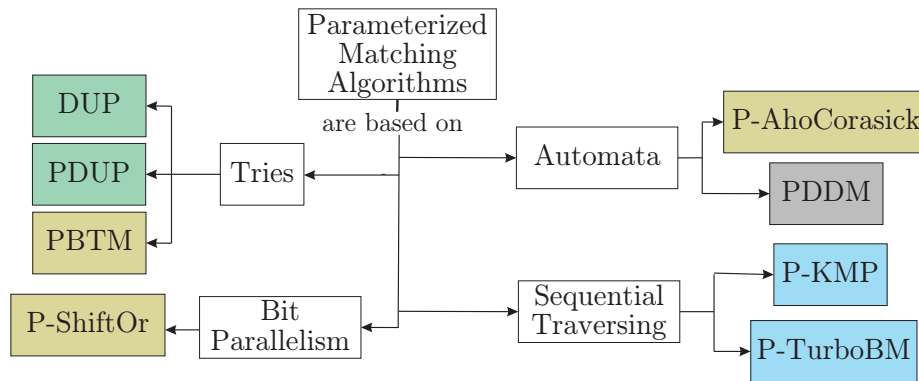 Parameterized
Matching
Algorithms
are based on
DUP
PDUP
PBTM
Tries
Automata
P-AhoCorasick
PDDM
P-ShiftOr
Bit
Parallelism
Sequential
Traversing
P-KMP
P-TurboBM